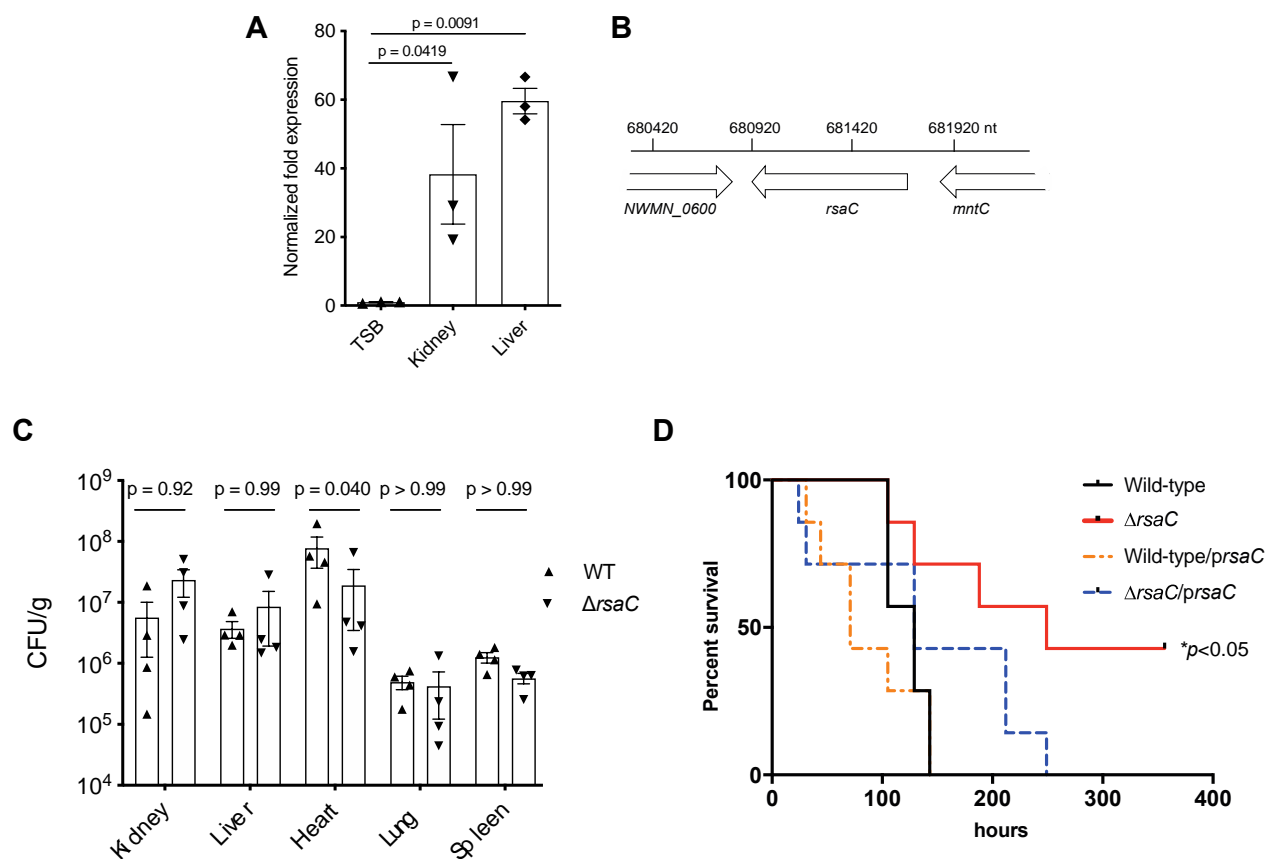 A
Normalized fold expression
80
60
40
20
0
p = 0.0091
p = 0.0419
TSB
Kidney
Liver
B
680420 680920 681420 681920 nt
NWMN_0600 rsaC mntC
C
CFU/g
10⁹
10⁸
10⁷
10⁶
10⁵
10⁴
p = 0.92 p = 0.99 p = 0.040 p > 0.99 p > 0.99
WT
ΔrsaC
Kidney
Liver
Heart
Lung
Spleen
D
Percent survival
100
50
0
0 100 200 300 400
hours
Wild-type
ΔrsaC
Wild-type/prsaC
ΔrsaC/prsaC
*p<0.05